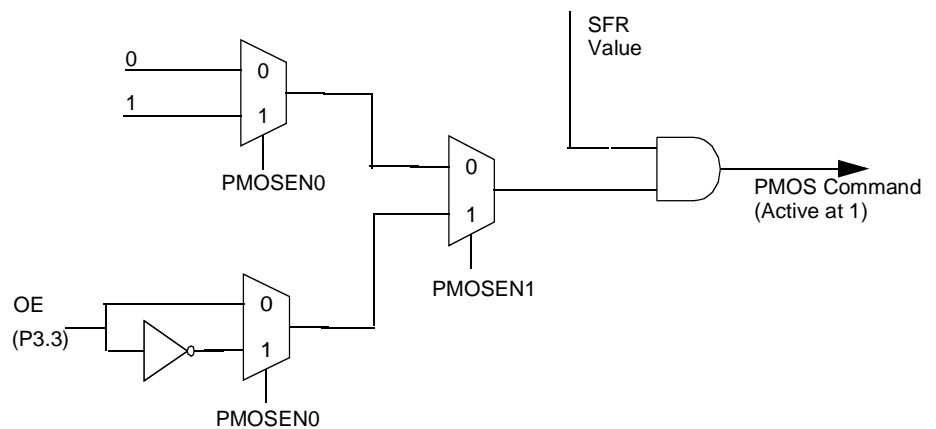 SFR
Value
0
0
1
1
PMOSEN0
0
1
PMOS Command
(Active at 1)
PMOSEN1
OE
(P3.3)
0
1
PMOSEN0